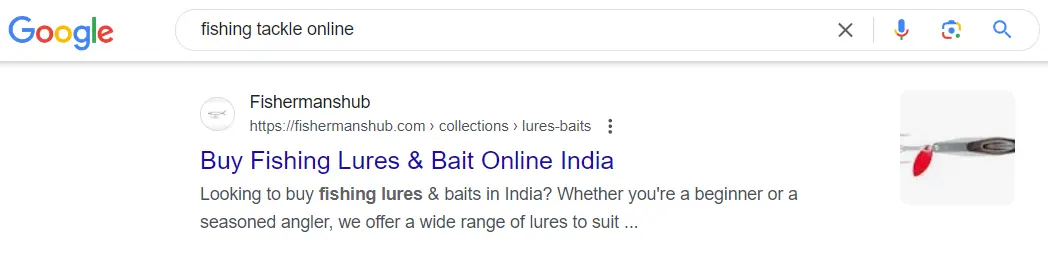 Google
fishing tackle online
Fishermanshub
https://fishermanshub.com › collections › lures-baits
Buy Fishing Lures & Bait Online India
Looking to buy fishing lures & baits in India? Whether you're a beginner or a
seasoned angler, we offer a wide range of lures to suit ...